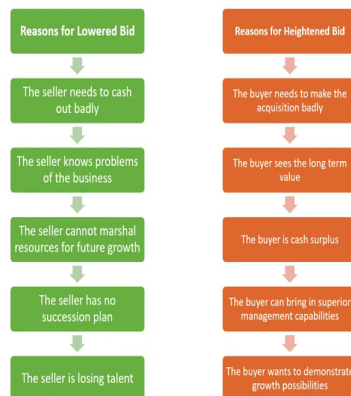 Reasons for Lowered Bid
The seller needs to cash
out badly
The seller knows problems
of the business
The seller cannot marshal
resources for future growth
The seller has no
succession plan
The seller is losing talent
Reasons for Heightened Bid
The buyer needs to make the
acquisition badly
The buyer sees the long term
value
The buyer is cash surplus
The buyer can bring in superior
management capabilities
The buyer wants to demonstrate
growth possibilities